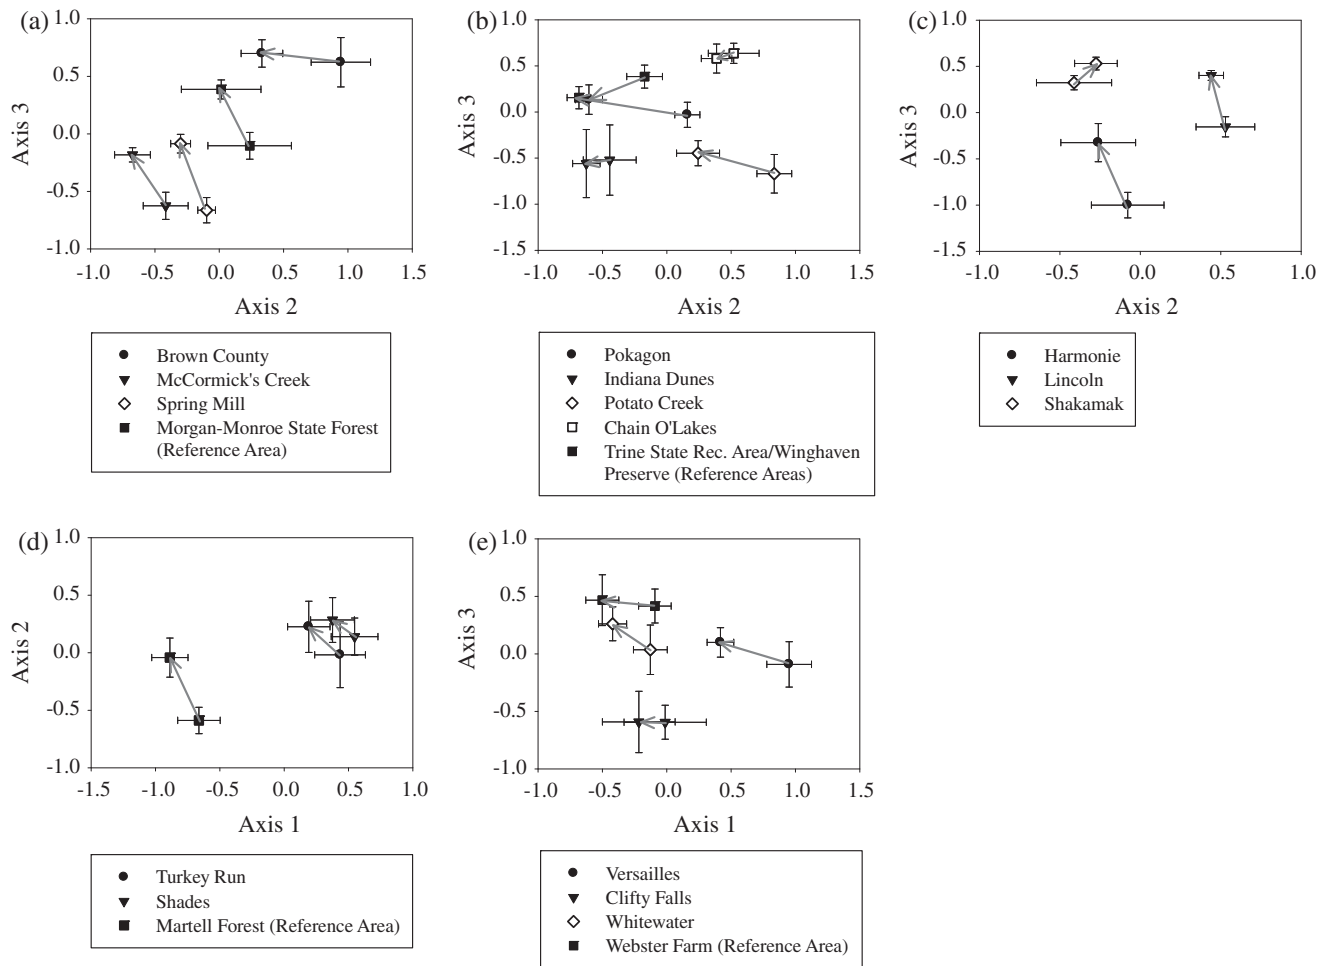 (a)
1.0
0.5
0.0
-0.5
-1.0
Axis 3
-1.0 -0.5 0.0 0.5 1.0 1.5
Axis 2
Brown County
McCormick's Creek
Spring Mill
Morgan-Monroe State Forest
(Reference Area)
(b)
1.0
0.5
0.0
-0.5
-1.0
-1.5
Axis 3
-1.0 -0.5 0.0 0.5 1.0 1.5
Axis 2
Pokagon
Indiana Dunes
Potato Creek
Chain O'Lakes
Trine State Rec. Area/Winghaven
Preserve (Reference Areas)
(c)
1.0
0.5
0.0
-0.5
-1.0
-1.5
Axis 3
-1.0 -0.5 0.0 0.5 1.0
Axis 2
Harmonie
Lincoln
Shakamak
(d)
1.0
0.5
0.0
-0.5
-1.0
Axis 2
-1.5 -1.0 -0.5 0.0 0.5 1.0
Axis 1
Turkey Run
Shades
Martell Forest (Reference Area)
(e)
1.0
0.5
0.0
-0.5
-1.0
Axis 3
-1.0 -0.5 0.0 0.5 1.0 1.5
Axis 1
Versailles
Clifty Falls
Whitewater
Webster Farm (Reference Area)